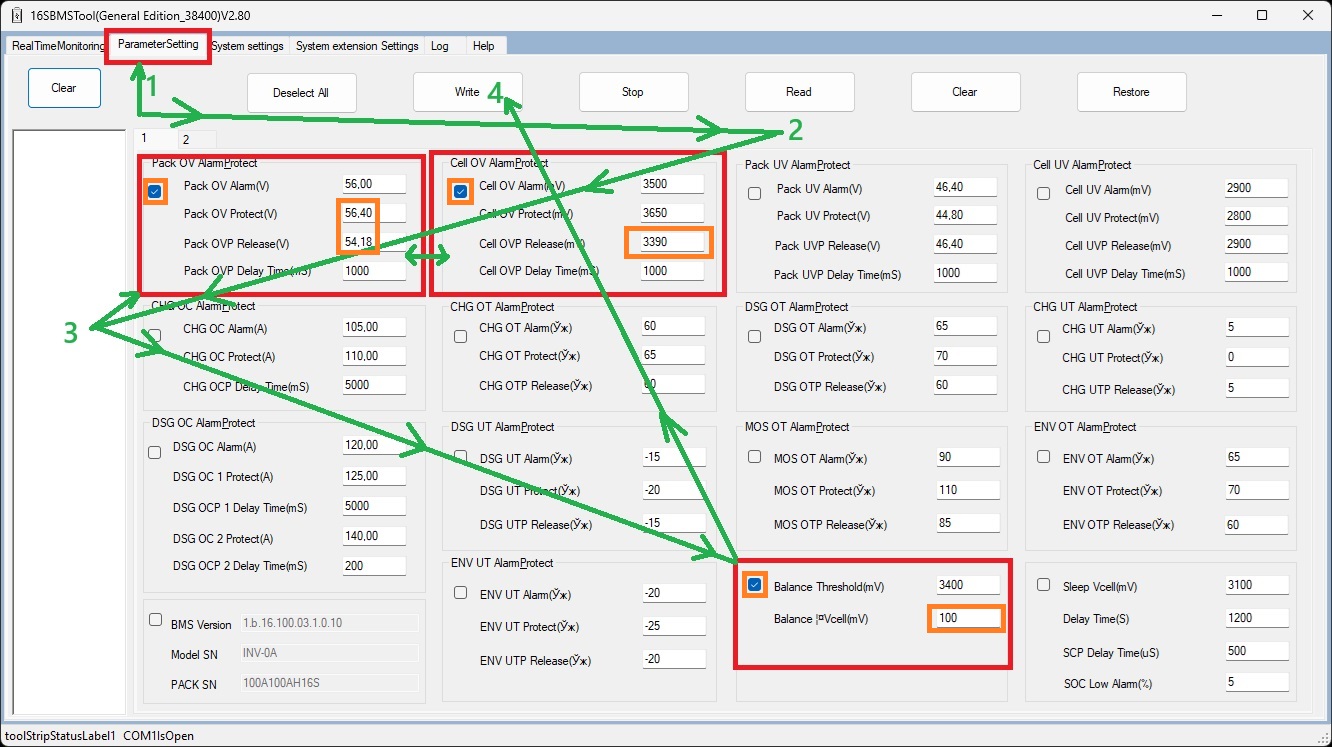 16SBMSTool(General Edition_38400)V2.80
RealTimeMonitoring ParameterSetting System settings System extension Settings Log Help
Clear Deselect All Write Stop Read Clear Restore
1
4
2
3
1 2
Pack OV AlarmProtect
Pack OV Alarm(V) 56,00
Pack OV Protect(V) 56,40
Pack OVP Release(V) 54,18
Pack OVP Delay Time(mS) 1000
Cell OV AlarmProtect
Cell OV Alarm(mV) 3500
Cell OV Protect(mV) 3650
Cell OVP Release(mV) 3390
Cell OVP Delay Time(mS) 1000
Pack UV AlarmProtect
Pack UV Alarm(V) 46,40
Pack UV Protect(V) 44,80
Pack UVP Release(V) 46,40
Pack UVP Delay Time(mS) 1000
Cell UV AlarmProtect
Cell UV Alarm(mV) 2900
Cell UV Protect(mV) 2800
Cell UVP Release(mV) 2900
Cell UVP Delay Time(mS) 1000
CHG OC AlarmProtect
CHG OC Alarm(A) 105,00
CHG OC Protect(A) 110,00
CHG OCP Delay Time(mS) 5000
CHG OT AlarmProtect
CHG OT Alarm(Ўж) 60
CHG OT Protect(Ўж) 65
CHG OTP Release(Ўж) 60
DSG OT AlarmProtect
DSG OT Alarm(Ўж) 65
DSG OT Protect(Ўж) 70
DSG OTP Release(Ўж) 60
CHG UT AlarmProtect
CHG UT Alarm(Ўж) 5
CHG UT Protect(Ўж) 0
CHG UTP Release(Ўж) 5
DSG OC AlarmProtect
DSG OC Alarm(A) 120,00
DSG OC 1 Protect(A) 125,00
DSG OCP 1 Delay Time(mS) 5000
DSG OC 2 Protect(A) 140,00
DSG OCP 2 Delay Time(mS) 200
DSG UT AlarmProtect
DSG UT Alarm(Ўж) -15
DSG UT Protect(Ўж) -20
DSG UTP Release(Ўж) -15
MOS OT AlarmProtect
MOS OT Alarm(Ўж) 90
MOS OT Protect(Ўж) 110
MOS OTP Release(Ўж) 85
ENV OT AlarmProtect
ENV OT Alarm(Ўж) 65
ENV OT Protect(Ўж) 70
ENV OTP Release(Ўж) 60
BMS Version 1.b.16.100.03.1.0.10
Model SN INV-0A
PACK SN 100A100AH16S
ENV UT AlarmProtect
ENV UT Alarm(Ўж) -20
ENV UT Protect(Ўж) -25
ENV UTP Release(Ўж) -20
Balance Threshold(mV) 3400
Balance ¦¤Vcell(mV) 100
Sleep Vcell(mV) 3100
Delay Time(S) 1200
SCP Delay Time(uS) 500
SOC Low Alarm(%) 5
toolStripStatusLabel1 COM1IsOpen